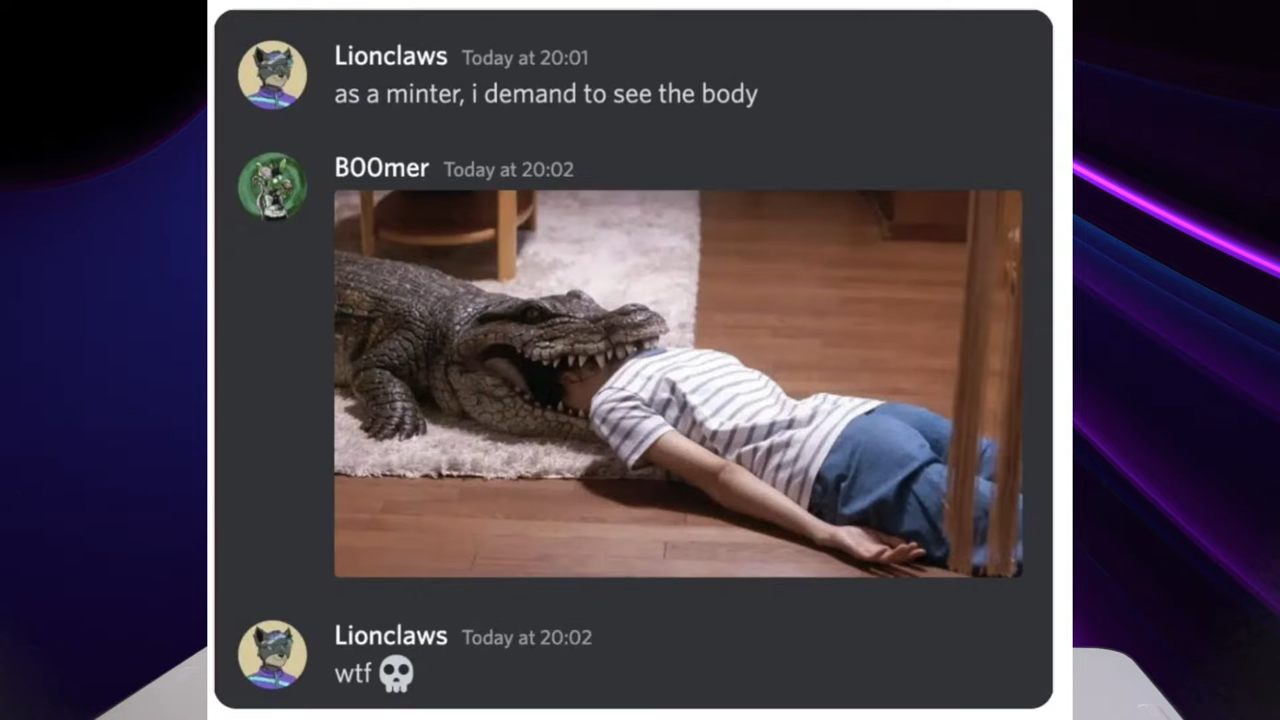 Lionclaws Today at 20:01
as a minter, i demand to see the body
BOOmer Today at 20:02
Lionclaws Today at 20:02
wtf 💀